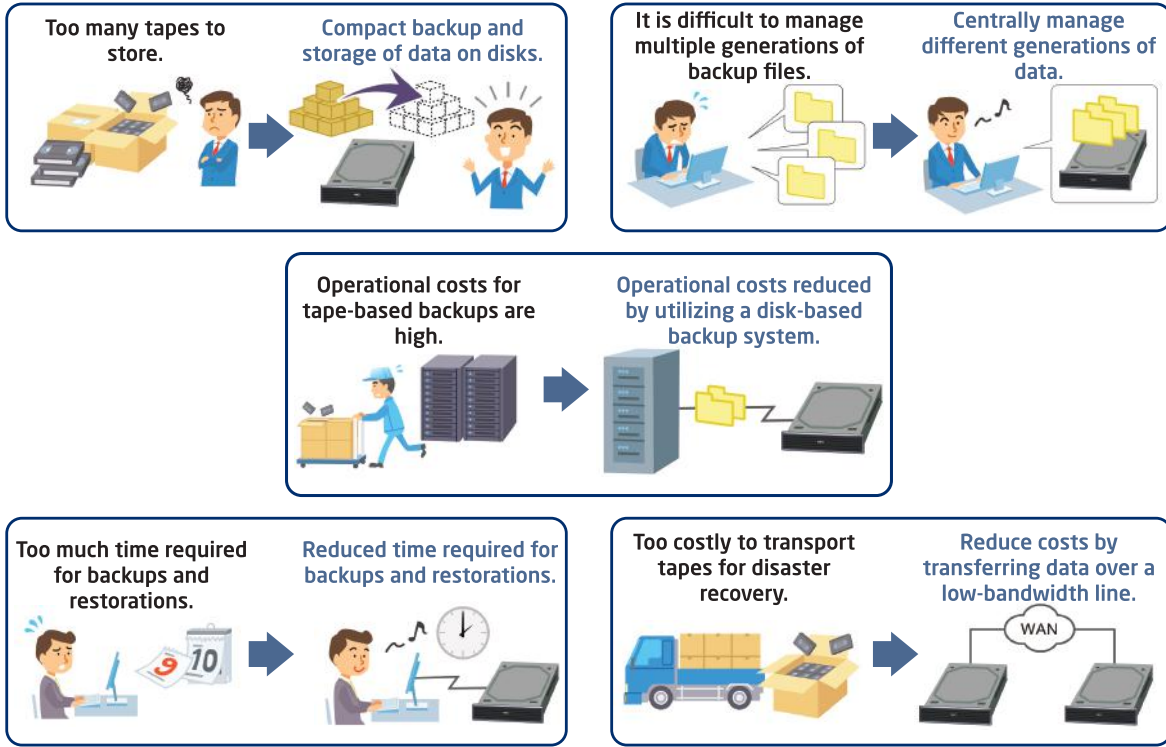 Too many tapes to
store.
Compact backup and
storage of data on disks.
It is difficult to manage
multiple generations of
backup files.
Centrally manage
different generations of
data.
Operational costs for
tape-based backups are
high.
Operational costs reduced
by utilizing a disk-based
backup system.
Too much time required
for backups and
restorations.
9
10
Reduced time required for
backups and restorations.
Too costly to transport
tapes for disaster
recovery.
Reduce costs by
transferring data over a
low-bandwidth line.
WAN